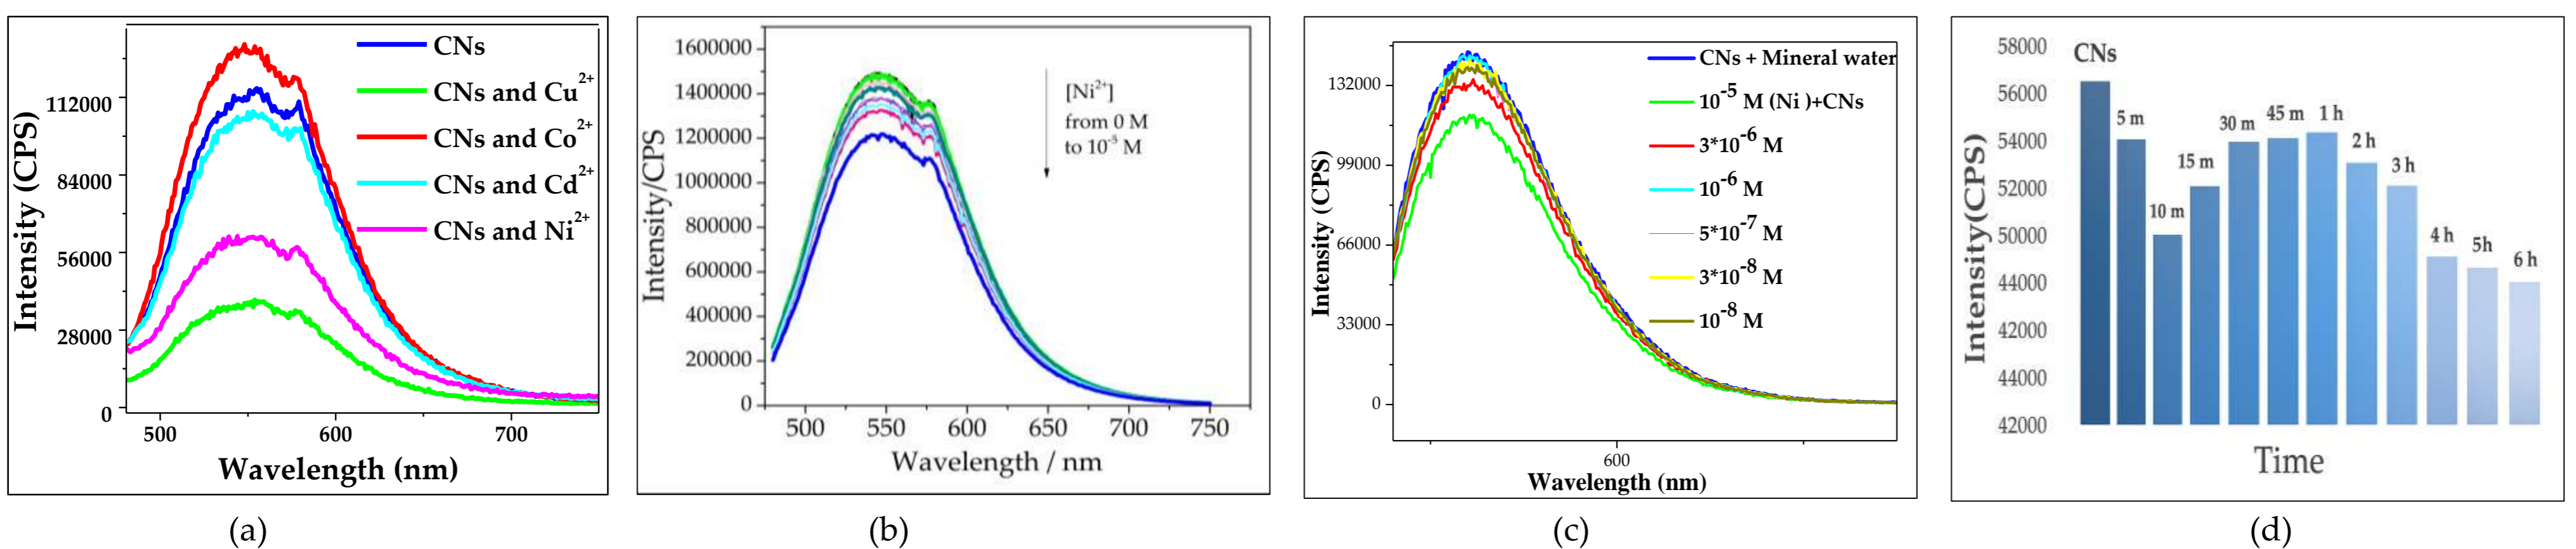 CNs
CNs and Cu2+
CNs and Co2+
CNs and Cd2+
CNs and Ni2+
112000
84000
56000
28000
0
500 600 700
Intensity (CPS)
Wavelength (nm)
(a)
1600000
1400000
1200000
1000000
800000
600000
400000
200000
0
500 550 600 650 700 750
Intensity/CPS
Wavelength / nm
[Ni2+]
from 0 M
to 10-5 M
(b)
CNs + Mineral water
10-5 M (Ni )+CNs
3*10-6 M
10-6 M
5*10-7 M
3*10-8 M
10-8 M
132000
99000
66000
33000
0
600
Intensity (CPS)
Wavelength (nm)
(c)
58000
56000
54000
52000
50000
44000
42000
44000
42000
CNs
5 m
10 m
15 m
30 m
45 m
1 h
2 h
3 h
4 h
5h
6 h
Intensity(CPS)
Time
(d)